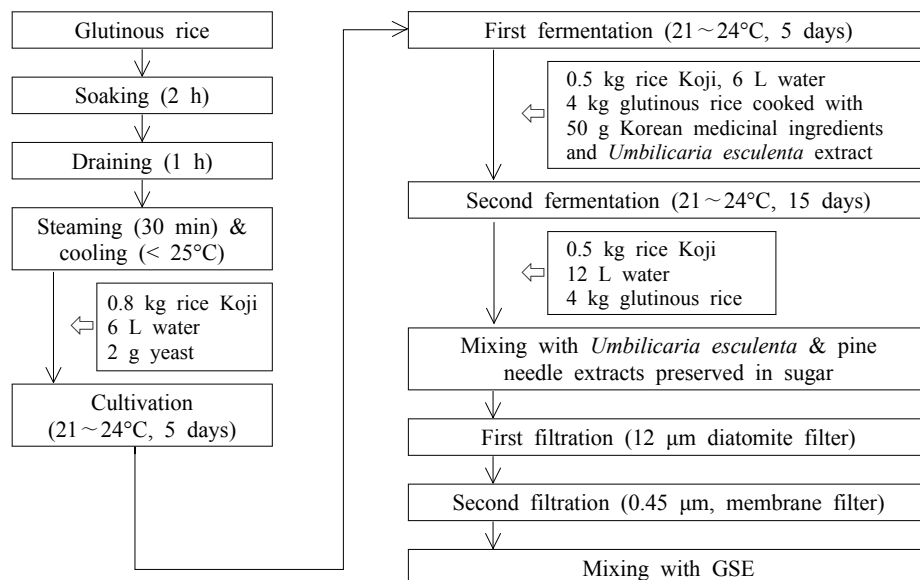 Glutinous rice
Soaking (2 h)
Draining (1 h)
Steaming (30 min) &
cooling (< 25°C)
0.8 kg rice Koji
6 L water
2 g yeast
Cultivation
(21～24°C, 5 days)
First fermentation (21～24°C, 5 days)
0.5 kg rice Koji, 6 L water
4 kg glutinous rice cooked with
50 g Korean medicinal ingredients
and Umbilicaria esculenta extract
Second fermentation (21～24°C, 15 days)
0.5 kg rice Koji
12 L water
4 kg glutinous rice
Mixing with Umbilicaria esculenta & pine
needle extracts preserved in sugar
First filtration (12 μm diatomite filter)
Second filtration (0.45 μm, membrane filter)
Mixing with GSE